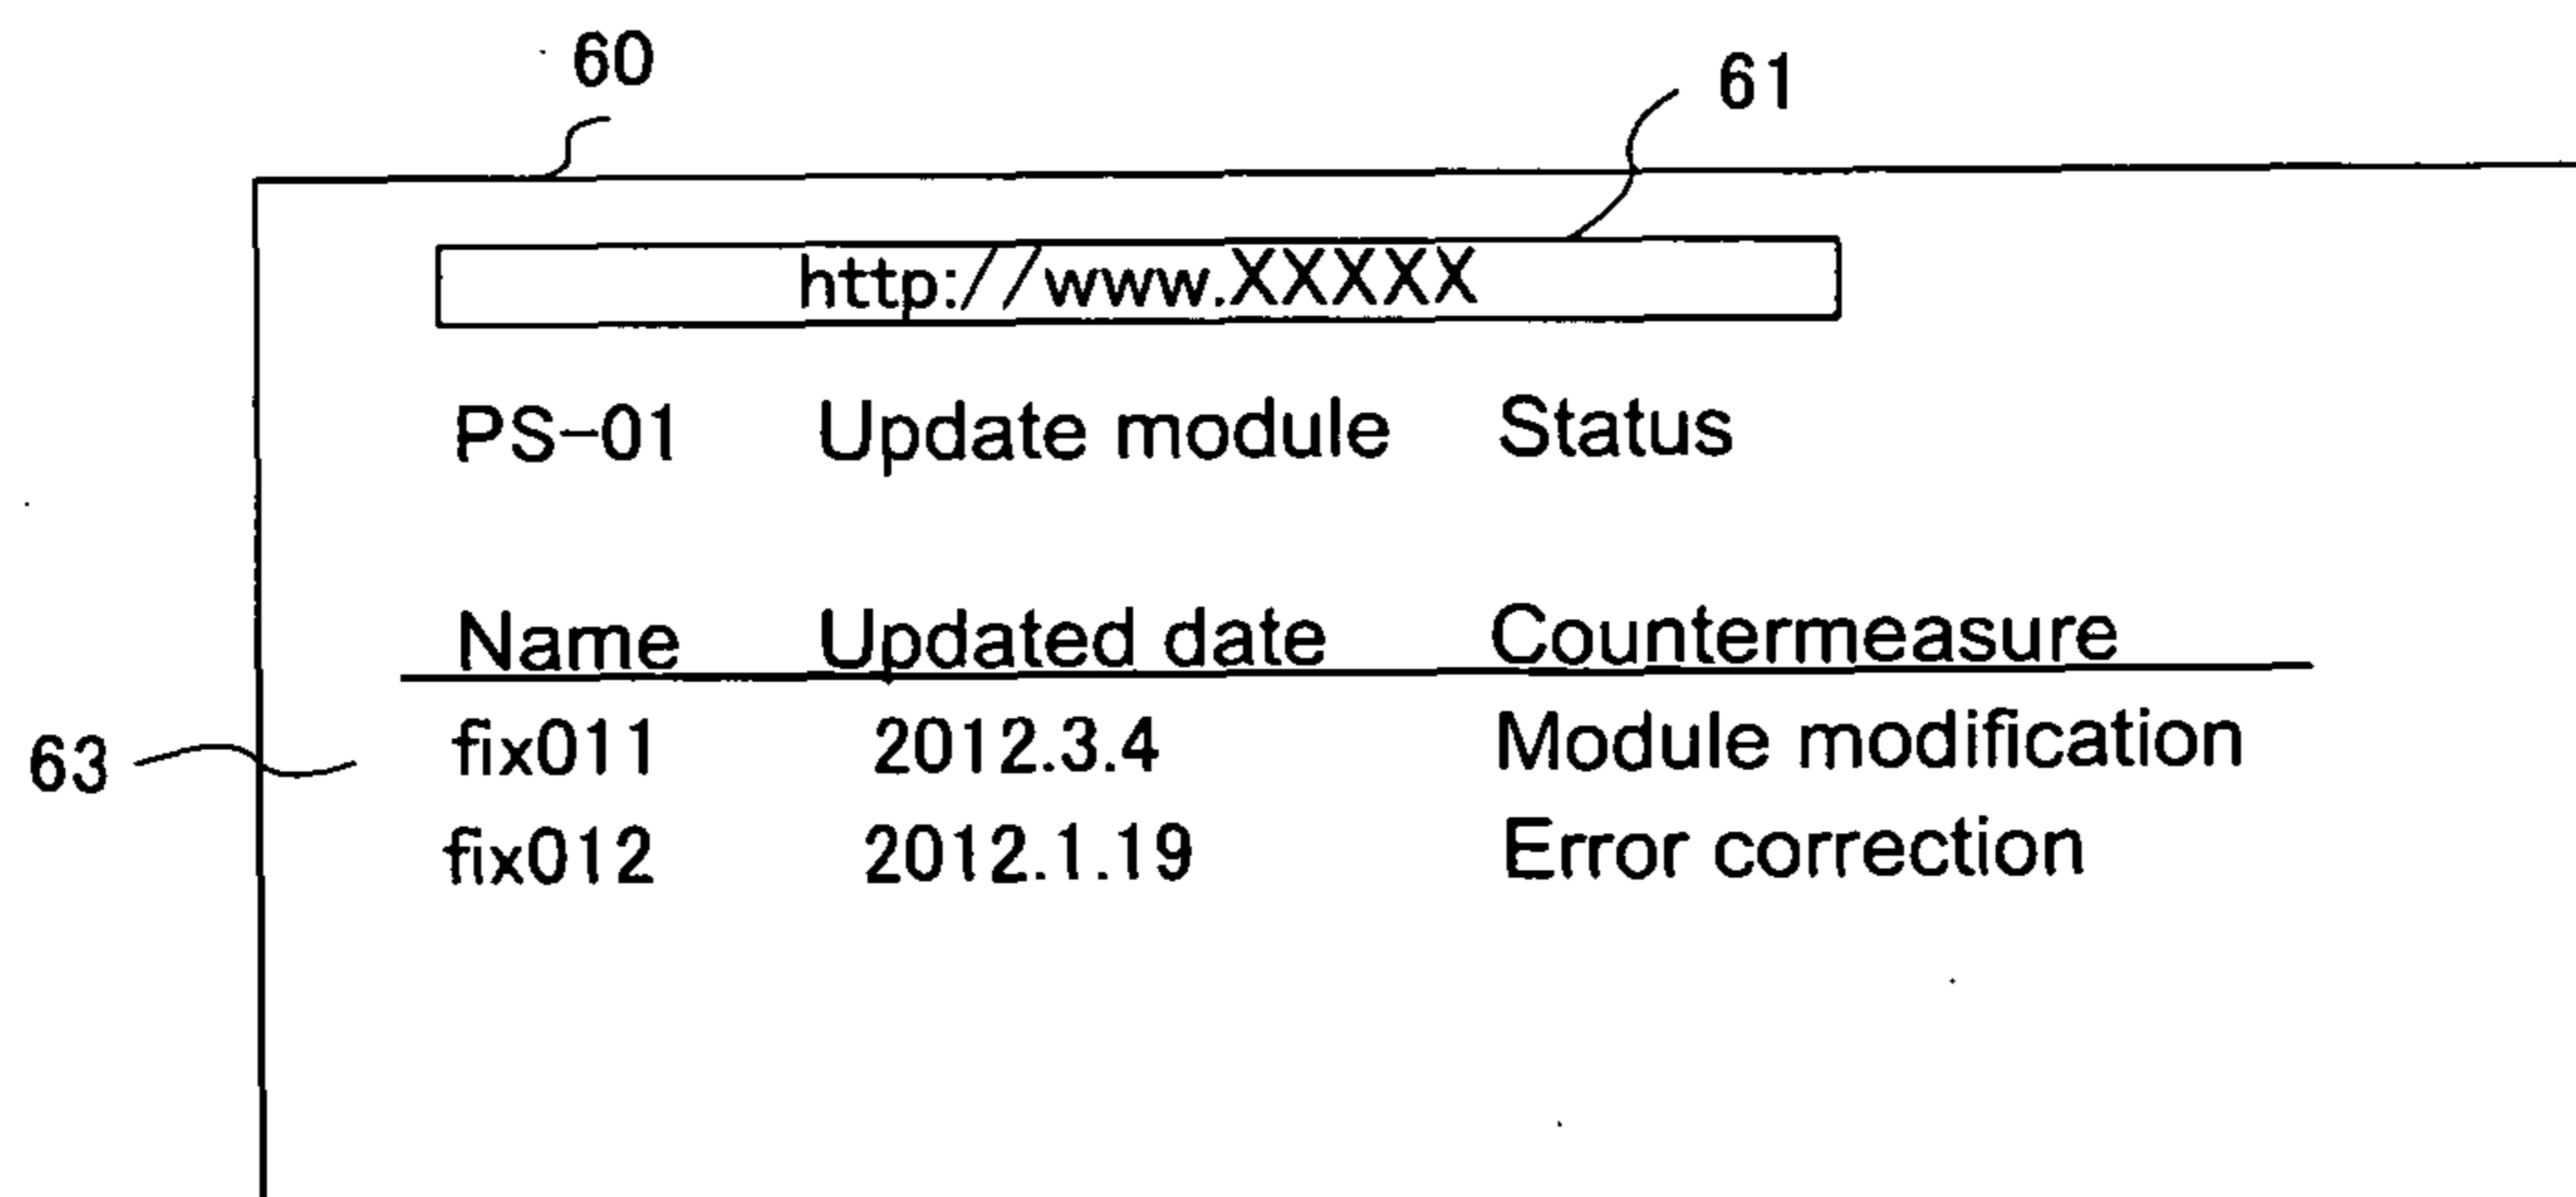 60
61
http://www.XXXXX
PS-01 Update module Status
Name Updated date Countermeasure
63 fix011 2012.3.4 Module modification
fix012 2012.1.19 Error correction